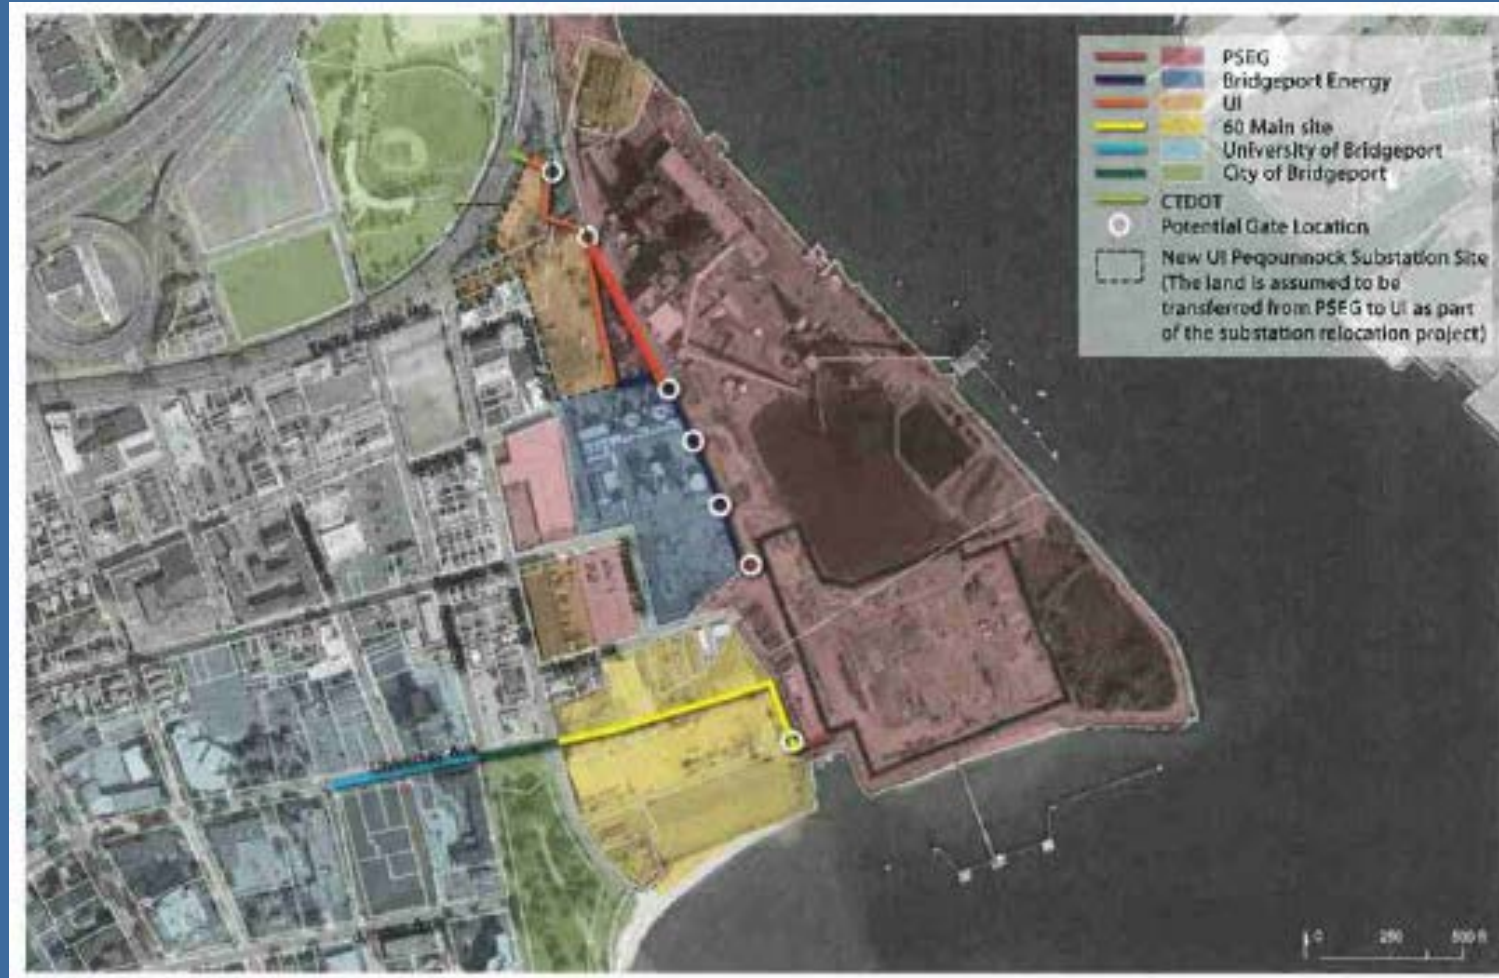 PSEG
Bridgeport Energy
UI
60 Main site
University of Bridgeport
City of Bridgeport
CTDOT
Potential Gate Location
New UI Peqounnock Substation Site
(The land is assumed to be
transferred from PSEG to UI as part
of the substation relocation project)
0 250 500 ft